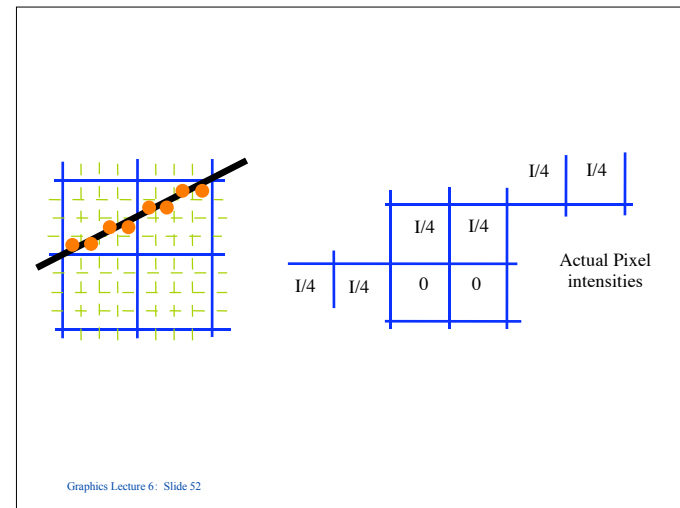 I/4 I/4
I/4 I/4
I/4 I/4 0 0
Actual Pixel
intensities
Graphics Lecture 6: Slide 52